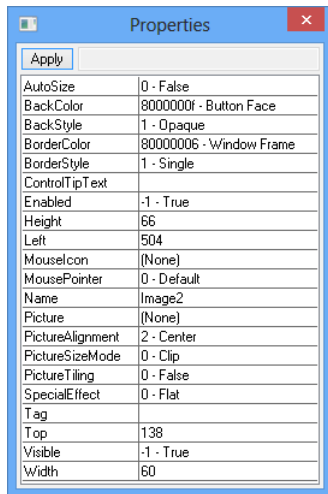 Properties
Apply
AutoSize 0 - False
BackColor 8000000f - Button Face
BackStyle 1 - Opaque
BorderColor 80000006 - Window Frame
BorderStyle 1 - Single
ControlTipText
Enabled -1 - True
Height 66
Left 504
MouseIcon (None)
MousePointer 0 - Default
Name Image2
Picture (None)
PictureAlignment 2 - Center
PictureSizeMode 0 - Clip
PictureTiling 0 - False
SpecialEffect 0 - Flat
Tag
Top 138
Visible -1 - True
Width 60